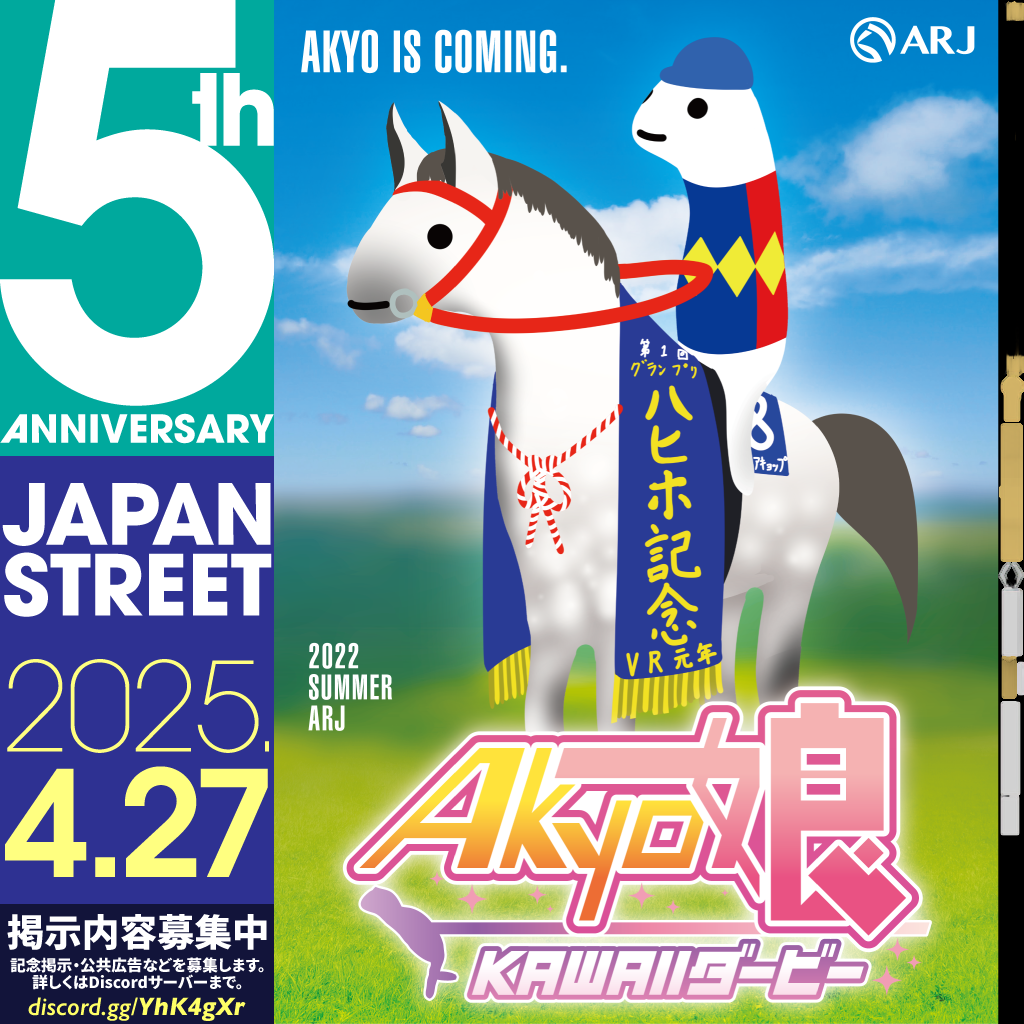 5th
ANNIVERSARY
JAPAN
STREET
2025.
4.27
掲示内容募集中
記念掲示・公共広告などを募集します。
詳しくはDiscordサーバーまで。
discord.gg/YhK4gXr
AKYO IS COMING.
ARJ
第1回
グランプリ
ハヒホ記念
VR元年
8
アキョップ
2022
SUMMER
ARJ
Akyo娘
KAWAIIダービー